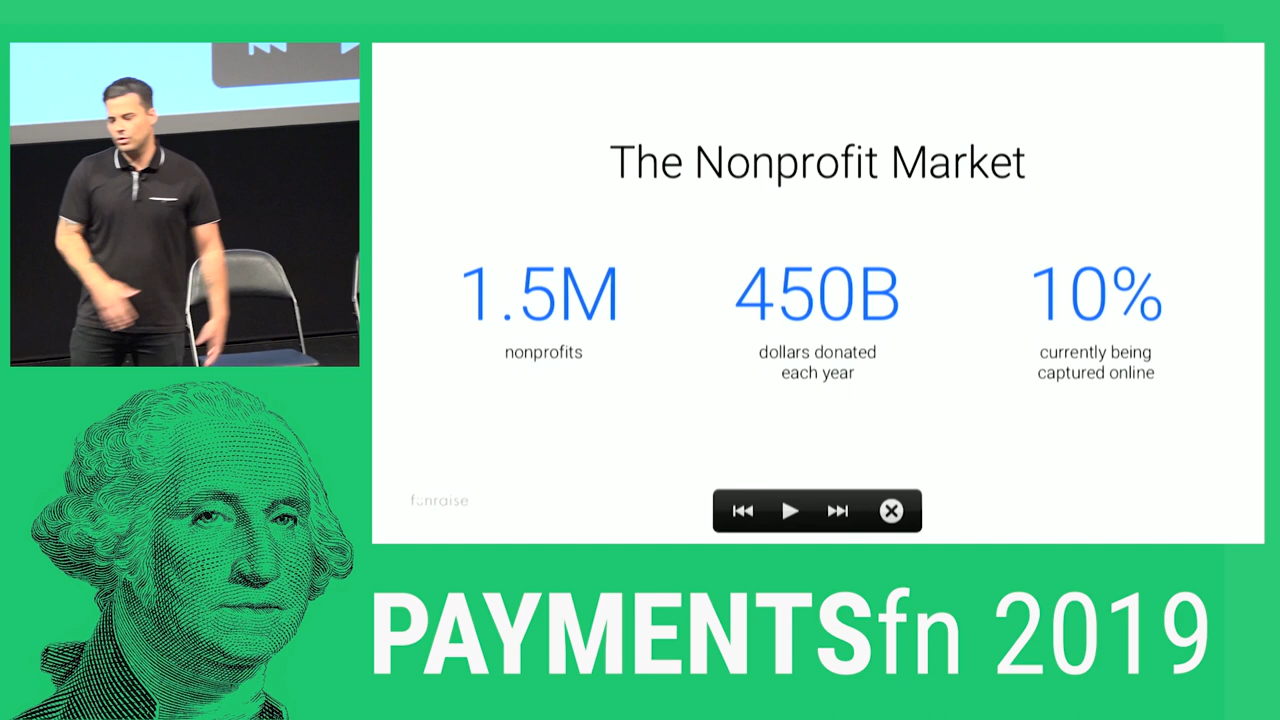 The Nonprofit Market
1.5M
nonprofits
450B
dollars donated
each year
10%
currently being
captured online
funraise
PAYMENTSfn 2019